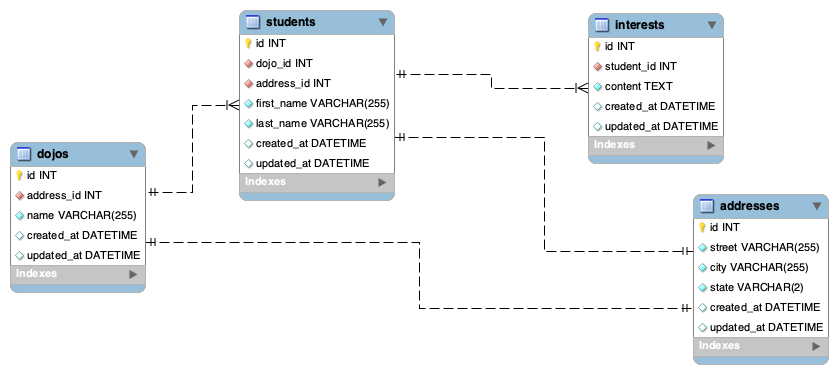 students
id INT
dojo_id INT
address_id INT
first_name VARCHAR(255)
last_name VARCHAR(255)
created_at DATETIME
updated_at DATETIME
Indexes
interests
id INT
student_id INT
content TEXT
created_at DATETIME
updated_at DATETIME
Indexes
dojos
id INT
address_id INT
name VARCHAR(255)
created_at DATETIME
updated_at DATETIME
Indexes
addresses
id INT
street VARCHAR(255)
city VARCHAR(255)
state VARCHAR(2)
created_at DATETIME
updated_at DATETIME
Indexes